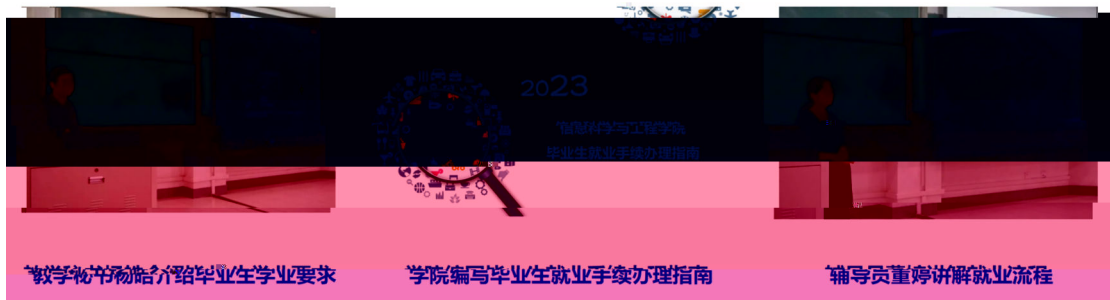 2023
信息科学与工程学院
毕业生就业手续办理指南
教学秘书杨皓介绍毕业生学业要求
学院编写毕业生就业手续办理指南
辅导员董婷讲解就业流程